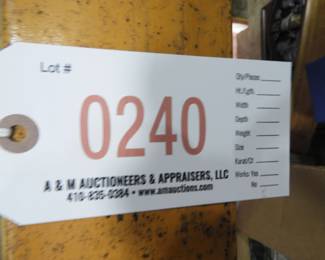 Lot #
0240
A & M AUCTIONEERS & APPRAISERS, LLC
410-835-0384 • www.amauctions.com
Qty/Pieces
Ht./Lgth.
Width
Depth
Weight
Size
Karat/Ct
Works: Yes
No